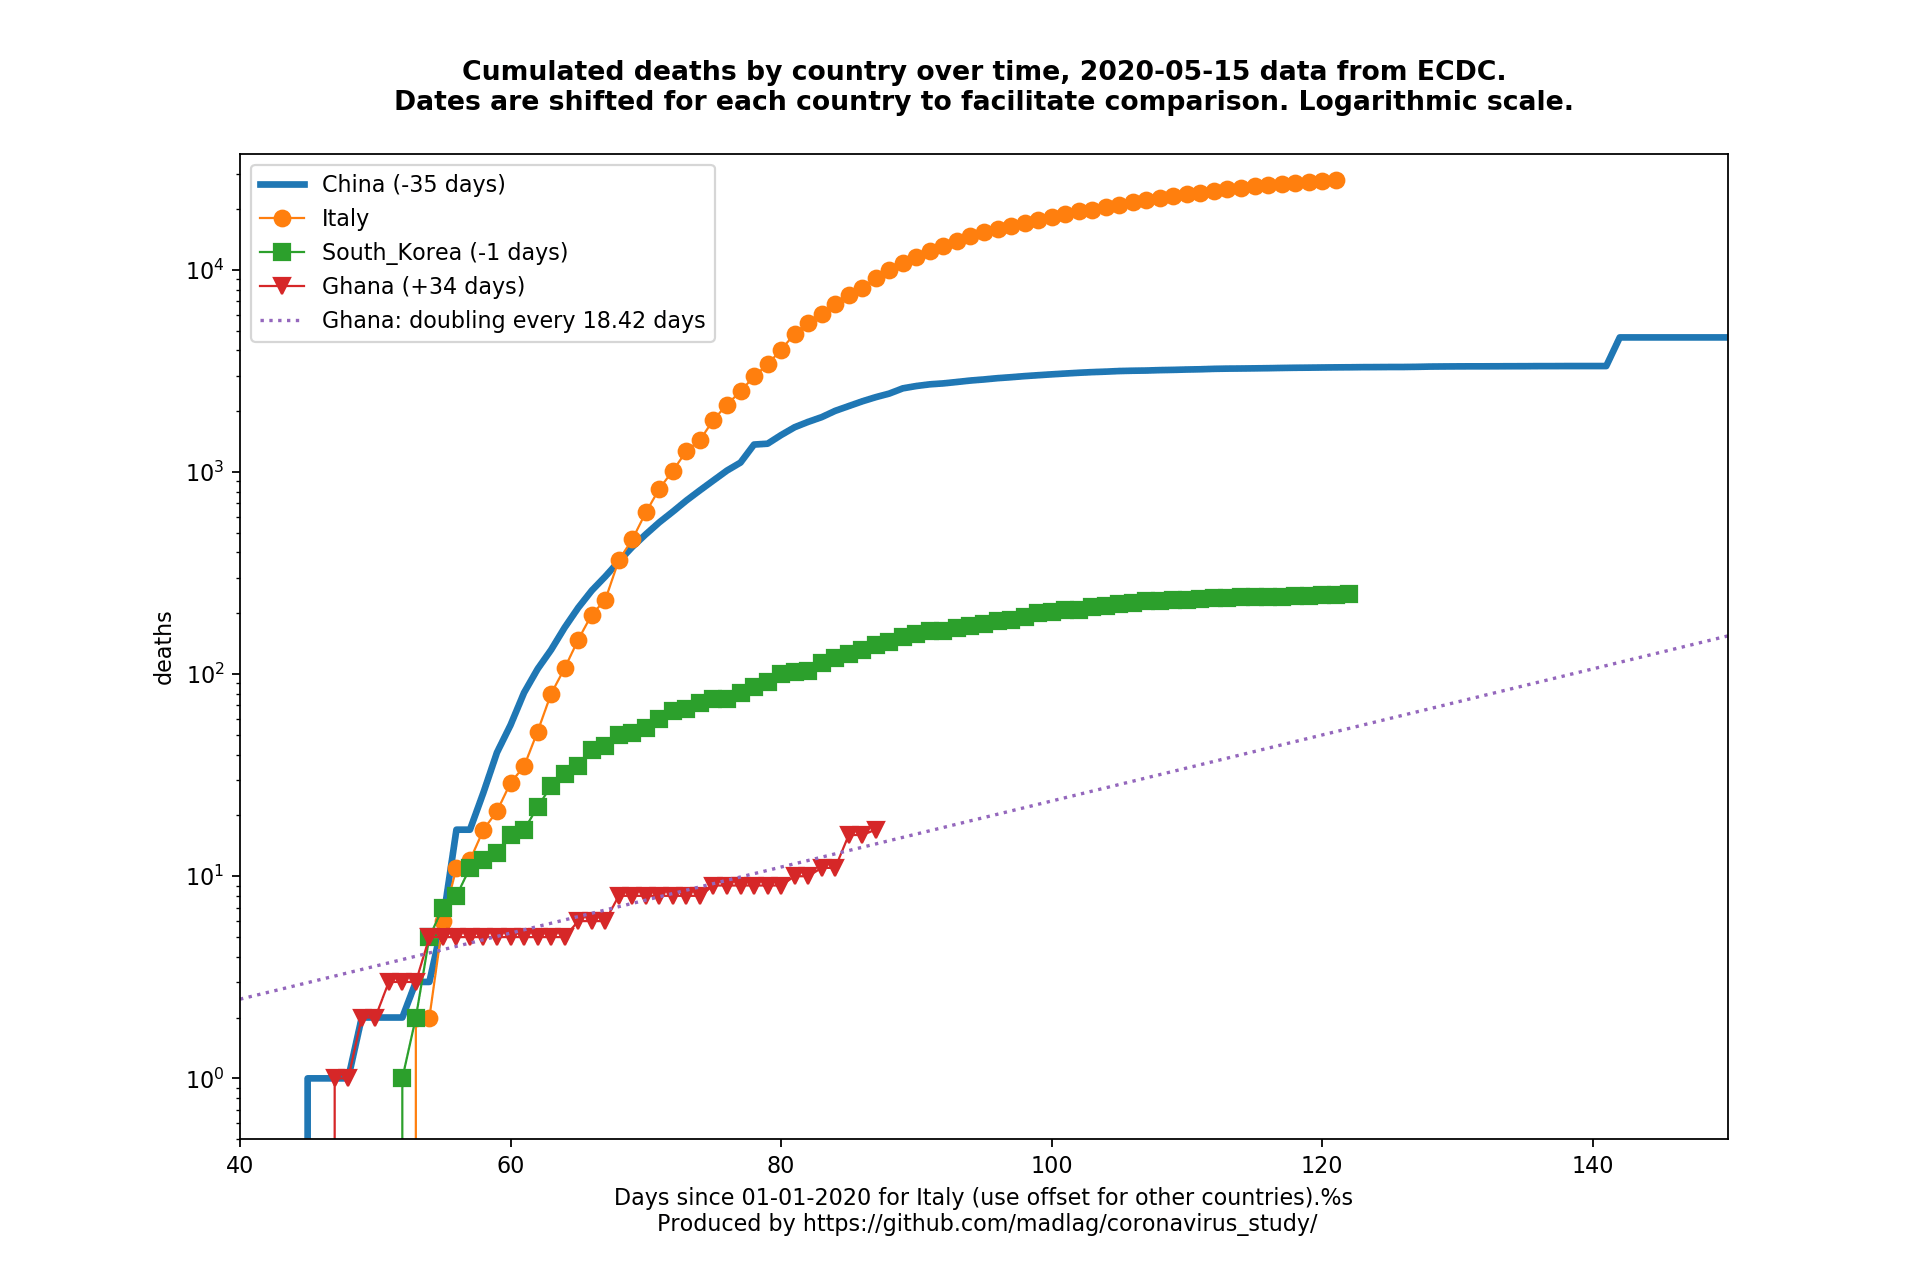 Cumulated deaths by country over time, 2020-05-15 data from ECDC.
Dates are shifted for each country to facilitate comparison. Logarithmic scale.
China (-35 days)
Italy
South_Korea (-1 days)
Ghana (+34 days)
Ghana: doubling every 18.42 days
10⁴
10³
10²
10¹
10⁰
deaths
40 60 80 100 120 140
Days since 01-01-2020 for Italy (use offset for other countries).%s
Produced by https://github.com/madlag/coronavirus_study/